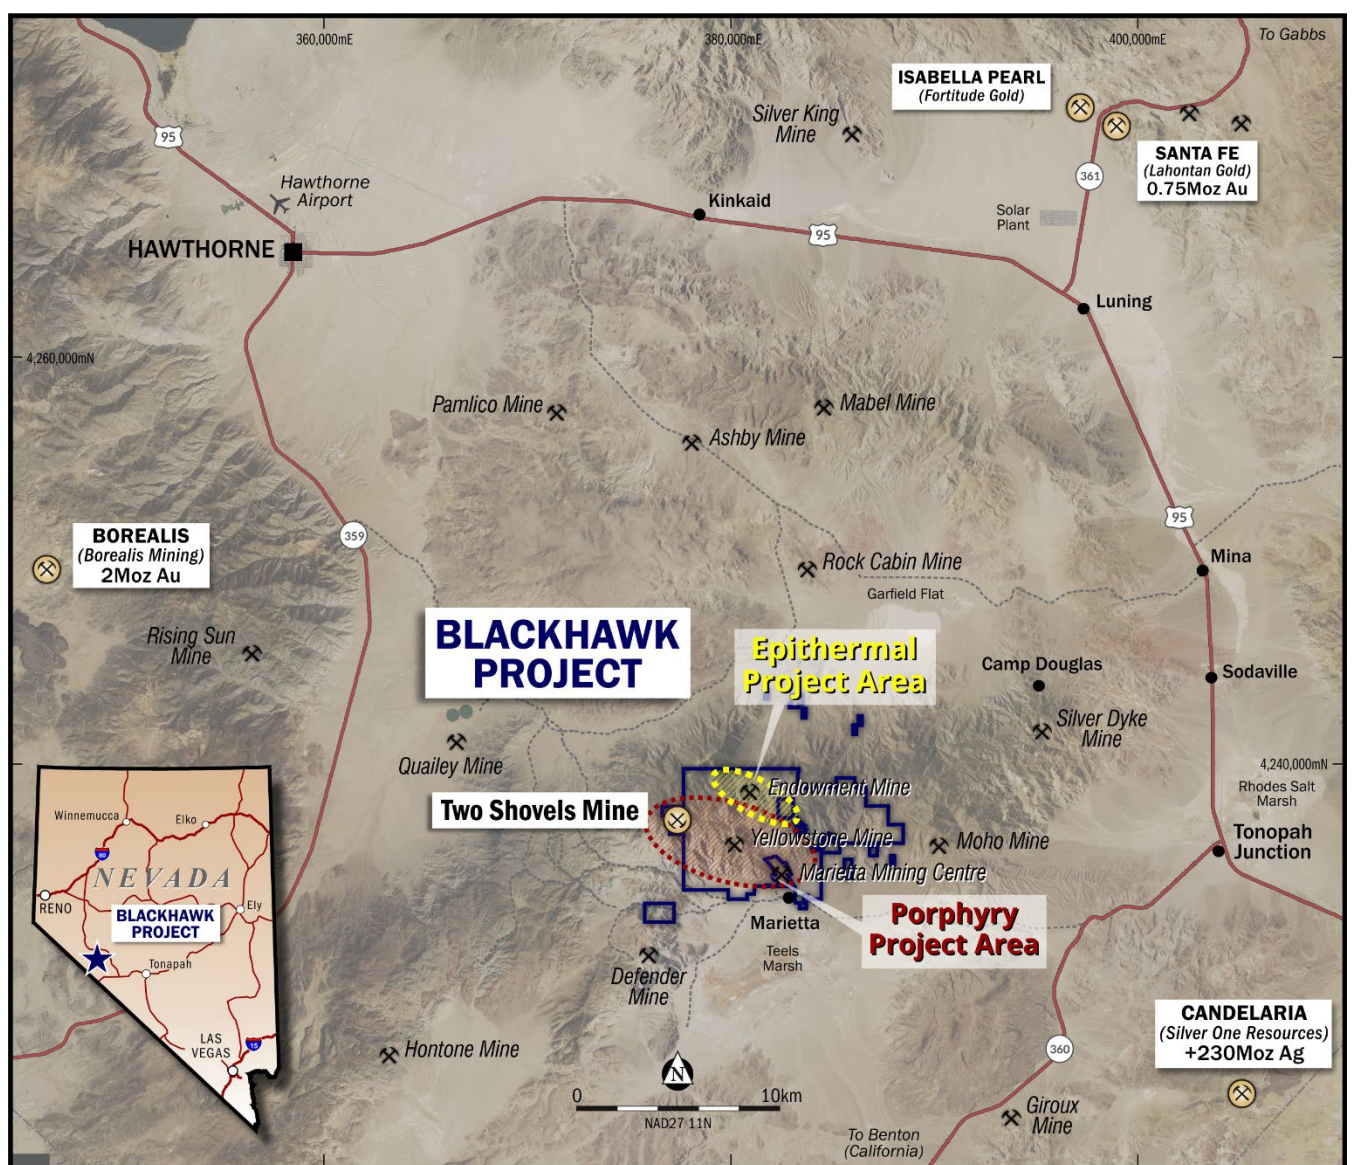 360,000mE
380,000mE
400,000mE
To Gabbs
ISABELLA PEARL
(Fortitude Gold)
Silver King
Mine
95
SANTA FE
(Lahontan Gold)
0.75Moz Au
361
Hawthorne
Airport
Kinkaid
Solar
Plant
95
HAWTHORNE
Luning
4,260,000mN
Pamlico Mine
Mabel Mine
Ashby Mine
95
359
BOREALIS
(Borealis Mining)
2Moz Au
Mina
Rock Cabin Mine
Garfield Flat
Rising Sun
Mine
BLACKHAWK
PROJECT
Epithermal
Project Area
Camp Douglas
Sodaville
Silver Dyke
Mine
Quailey Mine
4,240,000mN
Endowment Mine
Rhodes Salt
Marsh
Two Shovels Mine
Yellowstone Mine
Moho Mine
Tonopah
Junction
Marietta Mining Centre
Marietta
Porphyry
Project Area
Teels
Marsh
Defender
Mine
CANDELARIA
(Silver One Resources)
+230Moz Ag
Hontone Mine
360
N
0
10km
NAD27 11N
Giroux
Mine
To Benton
(California)
Winnemucca
Elko
80
NEVADA
RENO
Ely
BLACKHAWK
PROJECT
Tonapah
LAS
VEGAS
15